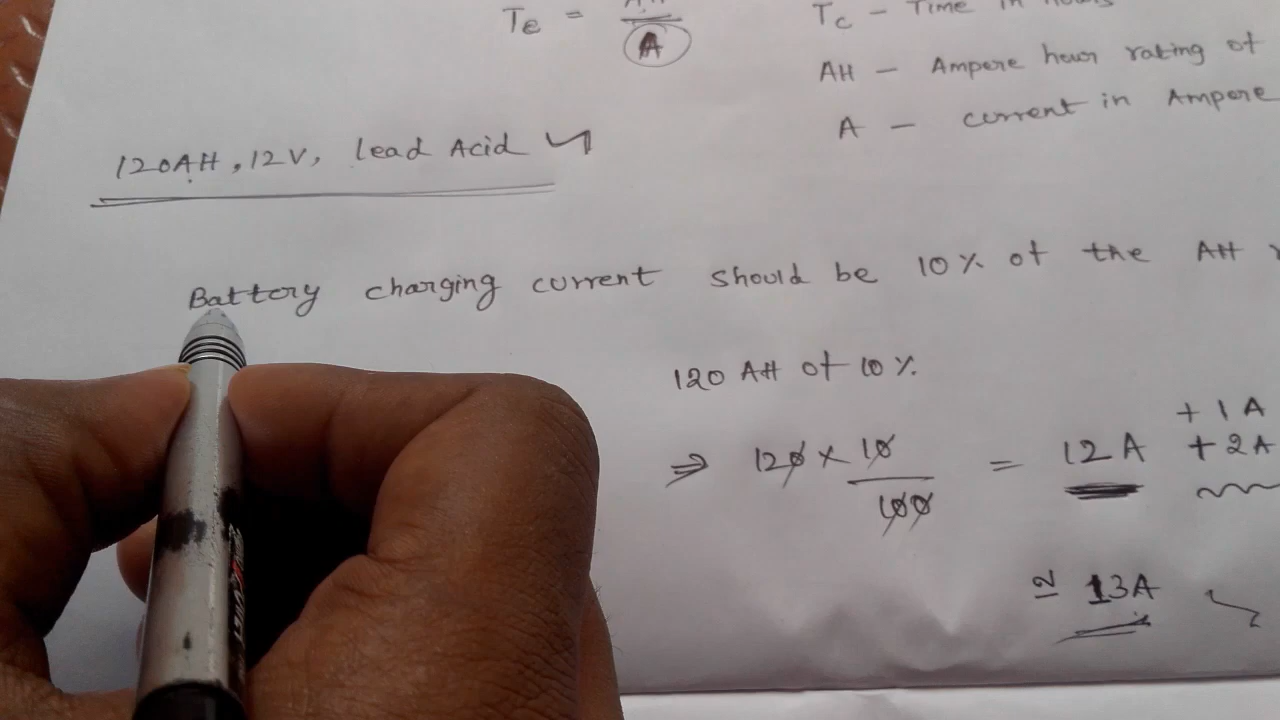 Te = AH / A
Tc - Time in hours
AH - Ampere hour rating of
A - current in Ampere
120AH, 12V, Lead Acid
Battery charging current should be 10% of the AH
120 AH of 10%
⇒ 120 × 10 / 100 = 12A
+ 1A
+ 2A
≅ 13A